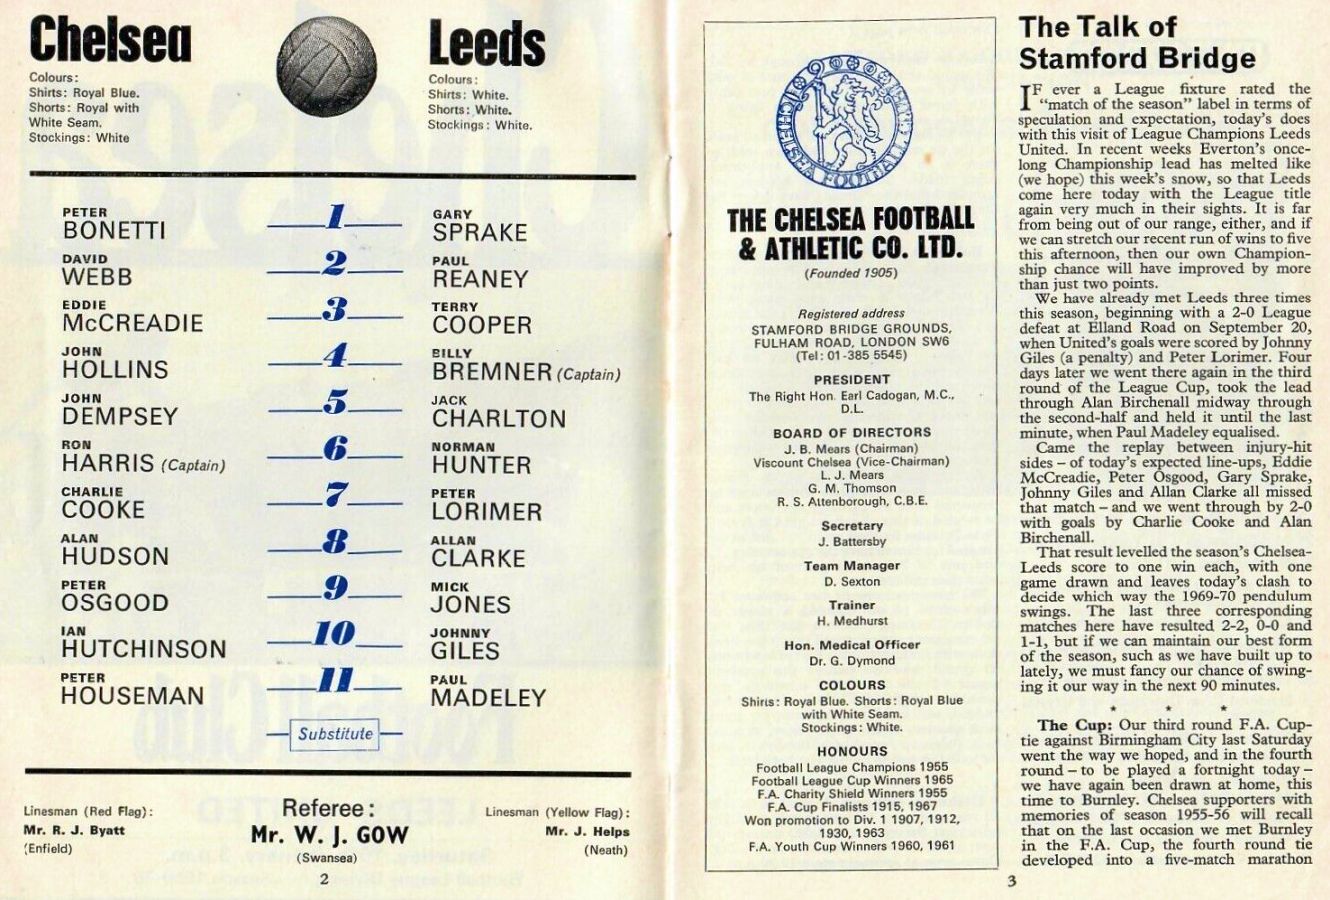 Chelsea
Colours:
Shirts: Royal Blue.
Shorts: Royal with
White Seam.
Stockings: White
Leeds
Colours:
Shirts: White.
Shorts: White.
Stockings: White.
PETER
BONETTI
1
GARY
SPRAKE
DAVID
WEBB
2
PAUL
REANEY
EDDIE
McCREADIE
3
TERRY
COOPER
JOHN
HOLLINS
4
BILLY
BREMNER (Captain)
JOHN
DEMPSEY
5
JACK
CHARLTON
RON
HARRIS (Captain)
6
NORMAN
HUNTER
CHARLIE
COOKE
7
PETER
LORIMER
ALAN
HUDSON
8
ALLAN
CLARKE
PETER
OSGOOD
9
MICK
JONES
IAN
HUTCHINSON
10
JOHNNY
GILES
PETER
HOUSEMAN
11
PAUL
MADELEY
Substitute
Linesman (Red Flag):
Mr. R. J. Byatt
(Enfield)
Referee:
Mr. W. J. GOW
(Swansea)
Linesman (Yellow Flag):
Mr. J. Helps
(Neath)
2
CHELSEA FOOTBALL CLUB
THE CHELSEA FOOTBALL
& ATHLETIC CO. LTD.
(Founded 1905)
Registered address
STAMFORD BRIDGE GROUNDS,
FULHAM ROAD, LONDON SW6
(Tel: 01-385 5545)
PRESIDENT
The Right Hon. Earl Cadogan, M.C.,
D.L.
BOARD OF DIRECTORS
J. B. Mears (Chairman)
Viscount Chelsea (Vice-Chairman)
L. J. Mears
G. M. Thomson
R. S. Attenborough, C.B.E.
Secretary
J. Battersby
Team Manager
D. Sexton
Trainer
H. Medhurst
Hon. Medical Officer
Dr. G. Dymond
COLOURS
Shirts: Royal Blue. Shorts: Royal Blue
with White Seam.
Stockings: White.
HONOURS
Football League Champions 1955
Football League Cup Winners 1965
F.A. Charity Shield Winners 1955
F.A. Cup Finalists 1915, 1967
Won promotion to Div. 1 1907, 1912,
1930, 1963
F.A. Youth Cup Winners 1960, 1961
The Talk of
Stamford Bridge
IF ever a League fixture rated the
"match of the season" label in terms of
speculation and expectation, today's does
with this visit of League Champions Leeds
United. In recent weeks Everton's once-
long Championship lead has melted like
(we hope) this week's snow, so that Leeds
come here today with the League title
again very much in their sights. It is far
from being out of our range, either, and if
we can stretch our recent run of wins to five
this afternoon, then our own Champion-
ship chance will have improved by more
than just two points.
We have already met Leeds three times
this season, beginning with a 2-0 League
defeat at Elland Road on September 20,
when United's goals were scored by Johnny
Giles (a penalty) and Peter Lorimer. Four
days later we went there again in the third
round of the League Cup, took the lead
through Alan Birchenall midway through
the second-half and held it until the last
minute, when Paul Madeley equalised.
Came the replay between injury-hit
sides – of today's expected line-ups, Eddie
McCreadie, Peter Osgood, Gary Sprake,
Johnny Giles and Allan Clarke all missed
that match – and we went through by 2-0
with goals by Charlie Cooke and Alan
Birchenall.
That result levelled the season's Chelsea-
Leeds score to one win each, with one
game drawn and leaves today's clash to
decide which way the 1969-70 pendulum
swings. The last three corresponding
matches here have resulted 2-2, 0-0 and
1-1, but if we can maintain our best form
of the season, such as we have built up to
lately, we must fancy our chance of swing-
ing it our way in the next 90 minutes.
* * *
The Cup: Our third round F.A. Cup-
tie against Birmingham City last Saturday
went the way we hoped, and in the fourth
round – to be played a fortnight today –
we have again been drawn at home, this
time to Burnley. Chelsea supporters with
memories of season 1955-56 will recall
that on the last occasion we met Burnley
in the F.A. Cup, the fourth round tie
developed into a five-match marathon
3